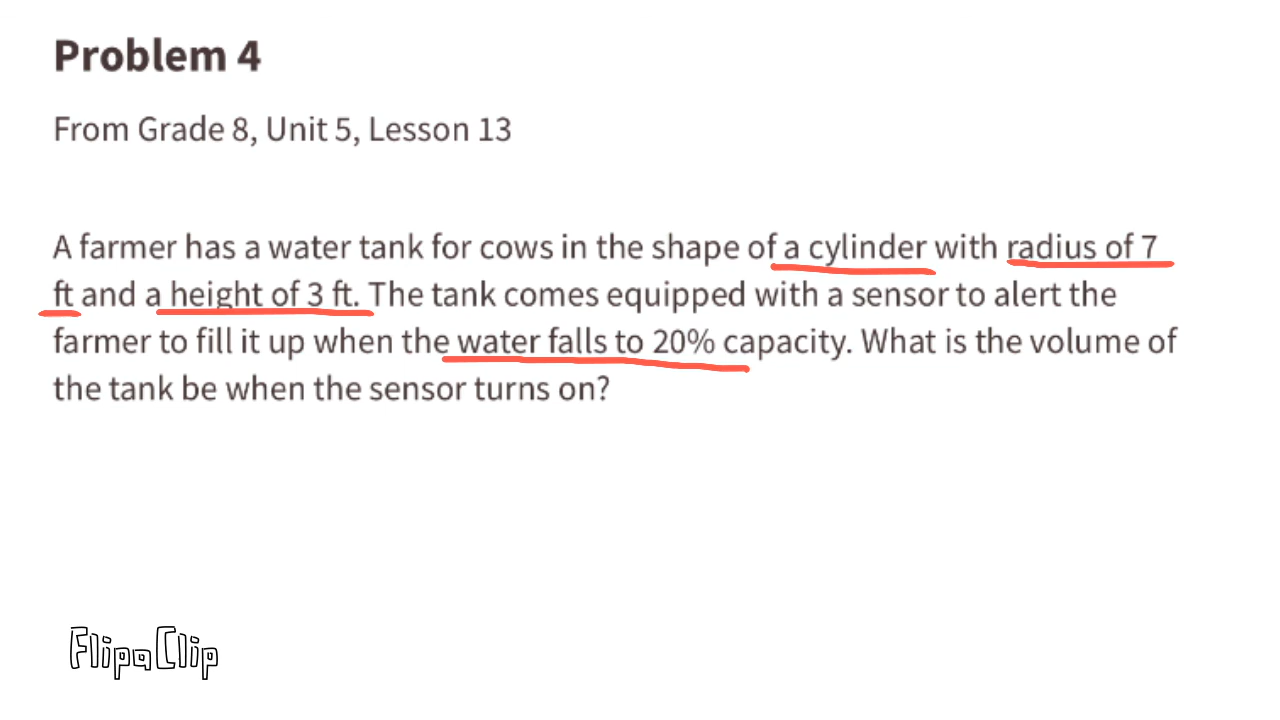 Problem 4
From Grade 8, Unit 5, Lesson 13
A farmer has a water tank for cows in the shape of a cylinder with radius of 7
ft and a height of 3 ft. The tank comes equipped with a sensor to alert the
farmer to fill it up when the water falls to 20% capacity. What is the volume of
the tank be when the sensor turns on?
FlipaClip